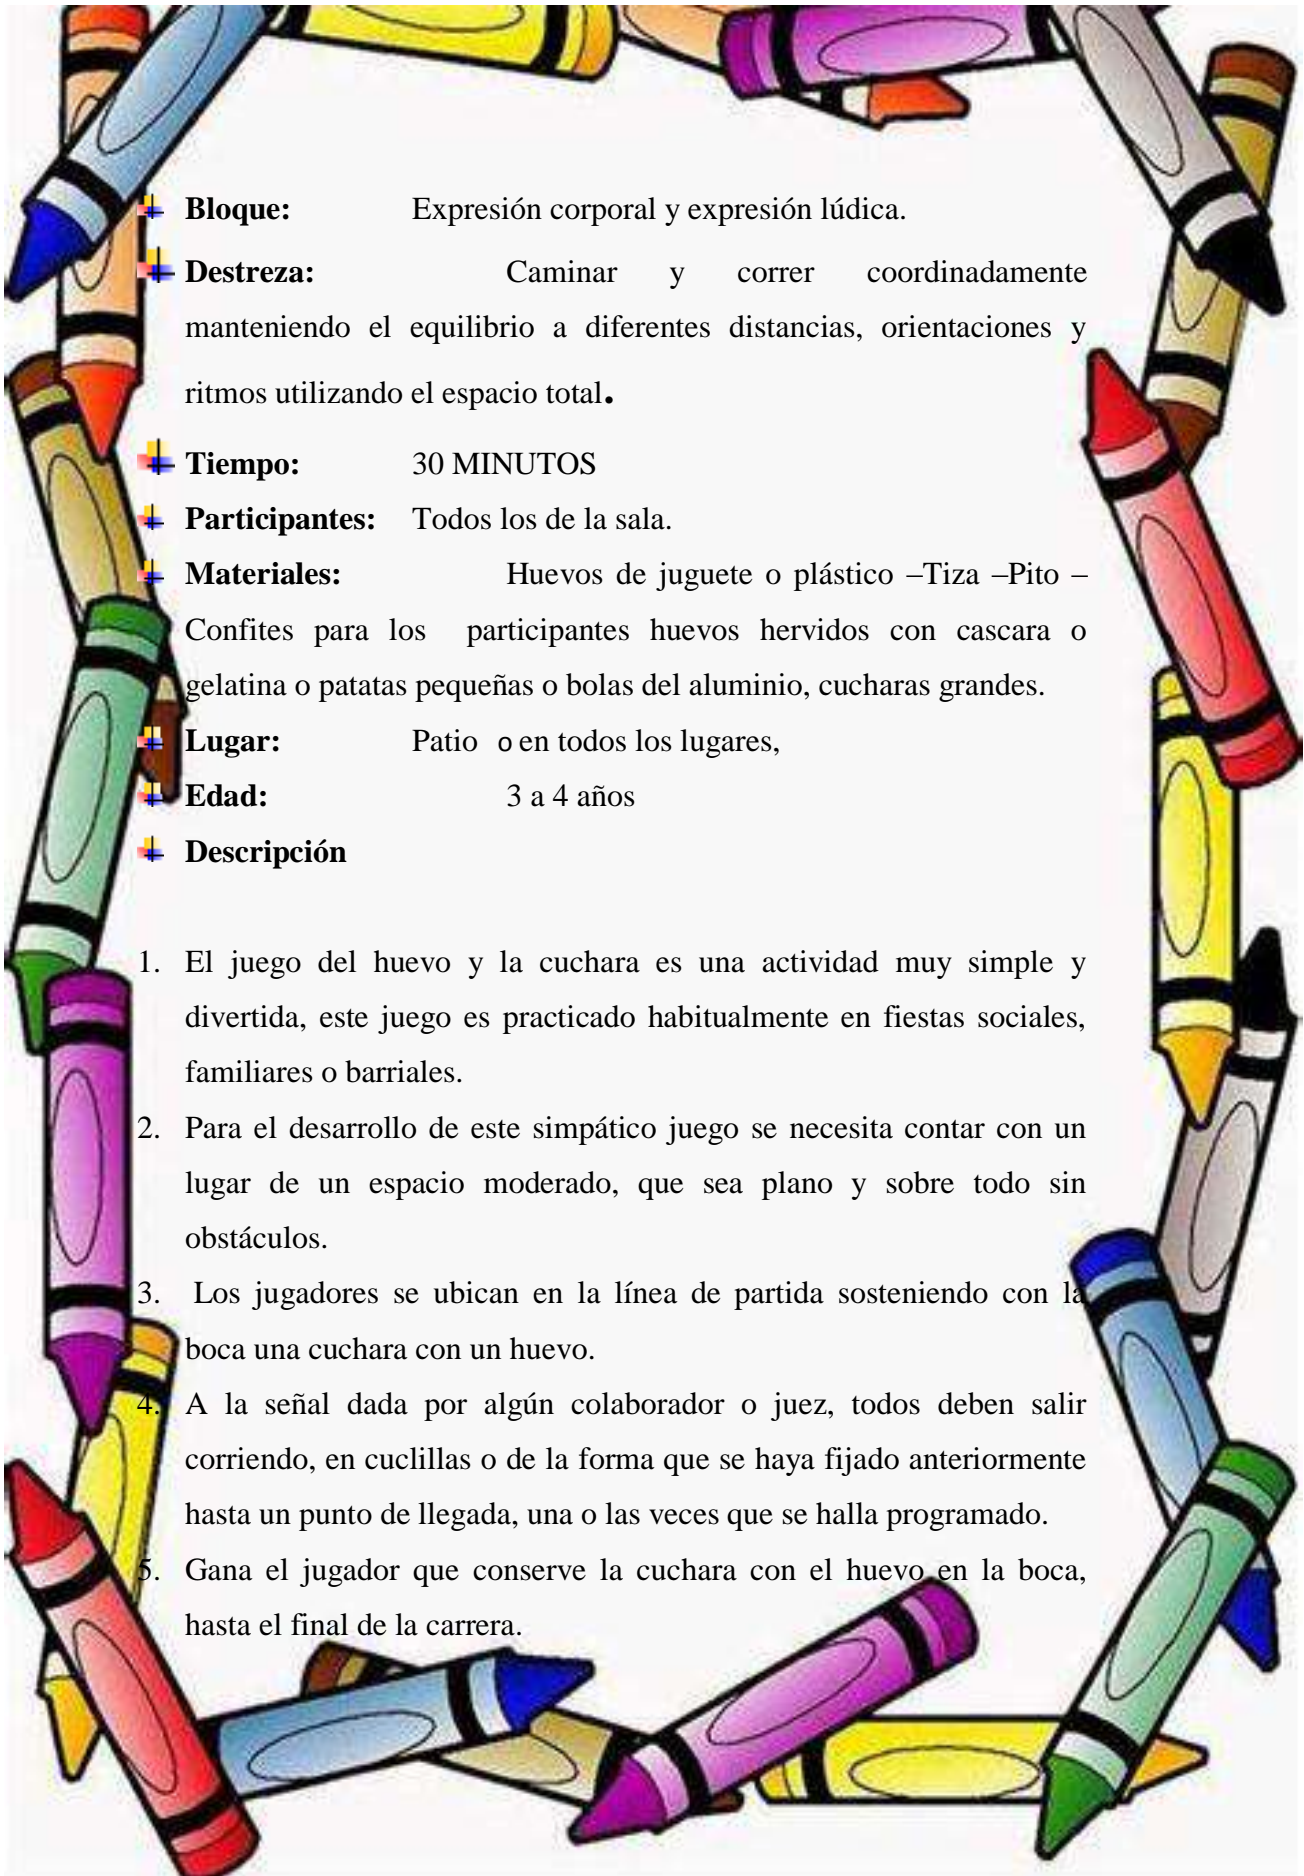 Bloque: Expresión corporal y expresión lúdica.
Destreza: Caminar y correr coordinadamente
manteniendo el equilibrio a diferentes distancias, orientaciones y
ritmos utilizando el espacio total.
Tiempo: 30 MINUTOS
Participantes: Todos los de la sala.
Materiales: Huevos de juguete o plástico –Tiza –Pito –
Confites para los participantes huevos hervidos con cascara o
gelatina o patatas pequeñas o bolas del aluminio, cucharas grandes.
Lugar: Patio o en todos los lugares,
Edad: 3 a 4 años
Descripción
1. El juego del huevo y la cuchara es una actividad muy simple y
divertida, este juego es practicado habitualmente en fiestas sociales,
familiares o barriales.
2. Para el desarrollo de este simpático juego se necesita contar con un
lugar de un espacio moderado, que sea plano y sobre todo sin
obstáculos.
3. Los jugadores se ubican en la línea de partida sosteniendo con la
boca una cuchara con un huevo.
4. A la señal dada por algún colaborador o juez, todos deben salir
corriendo, en cuclillas o de la forma que se haya fijado anteriormente
hasta un punto de llegada, una o las veces que se halla programado.
5. Gana el jugador que conserve la cuchara con el huevo en la boca,
hasta el final de la carrera.